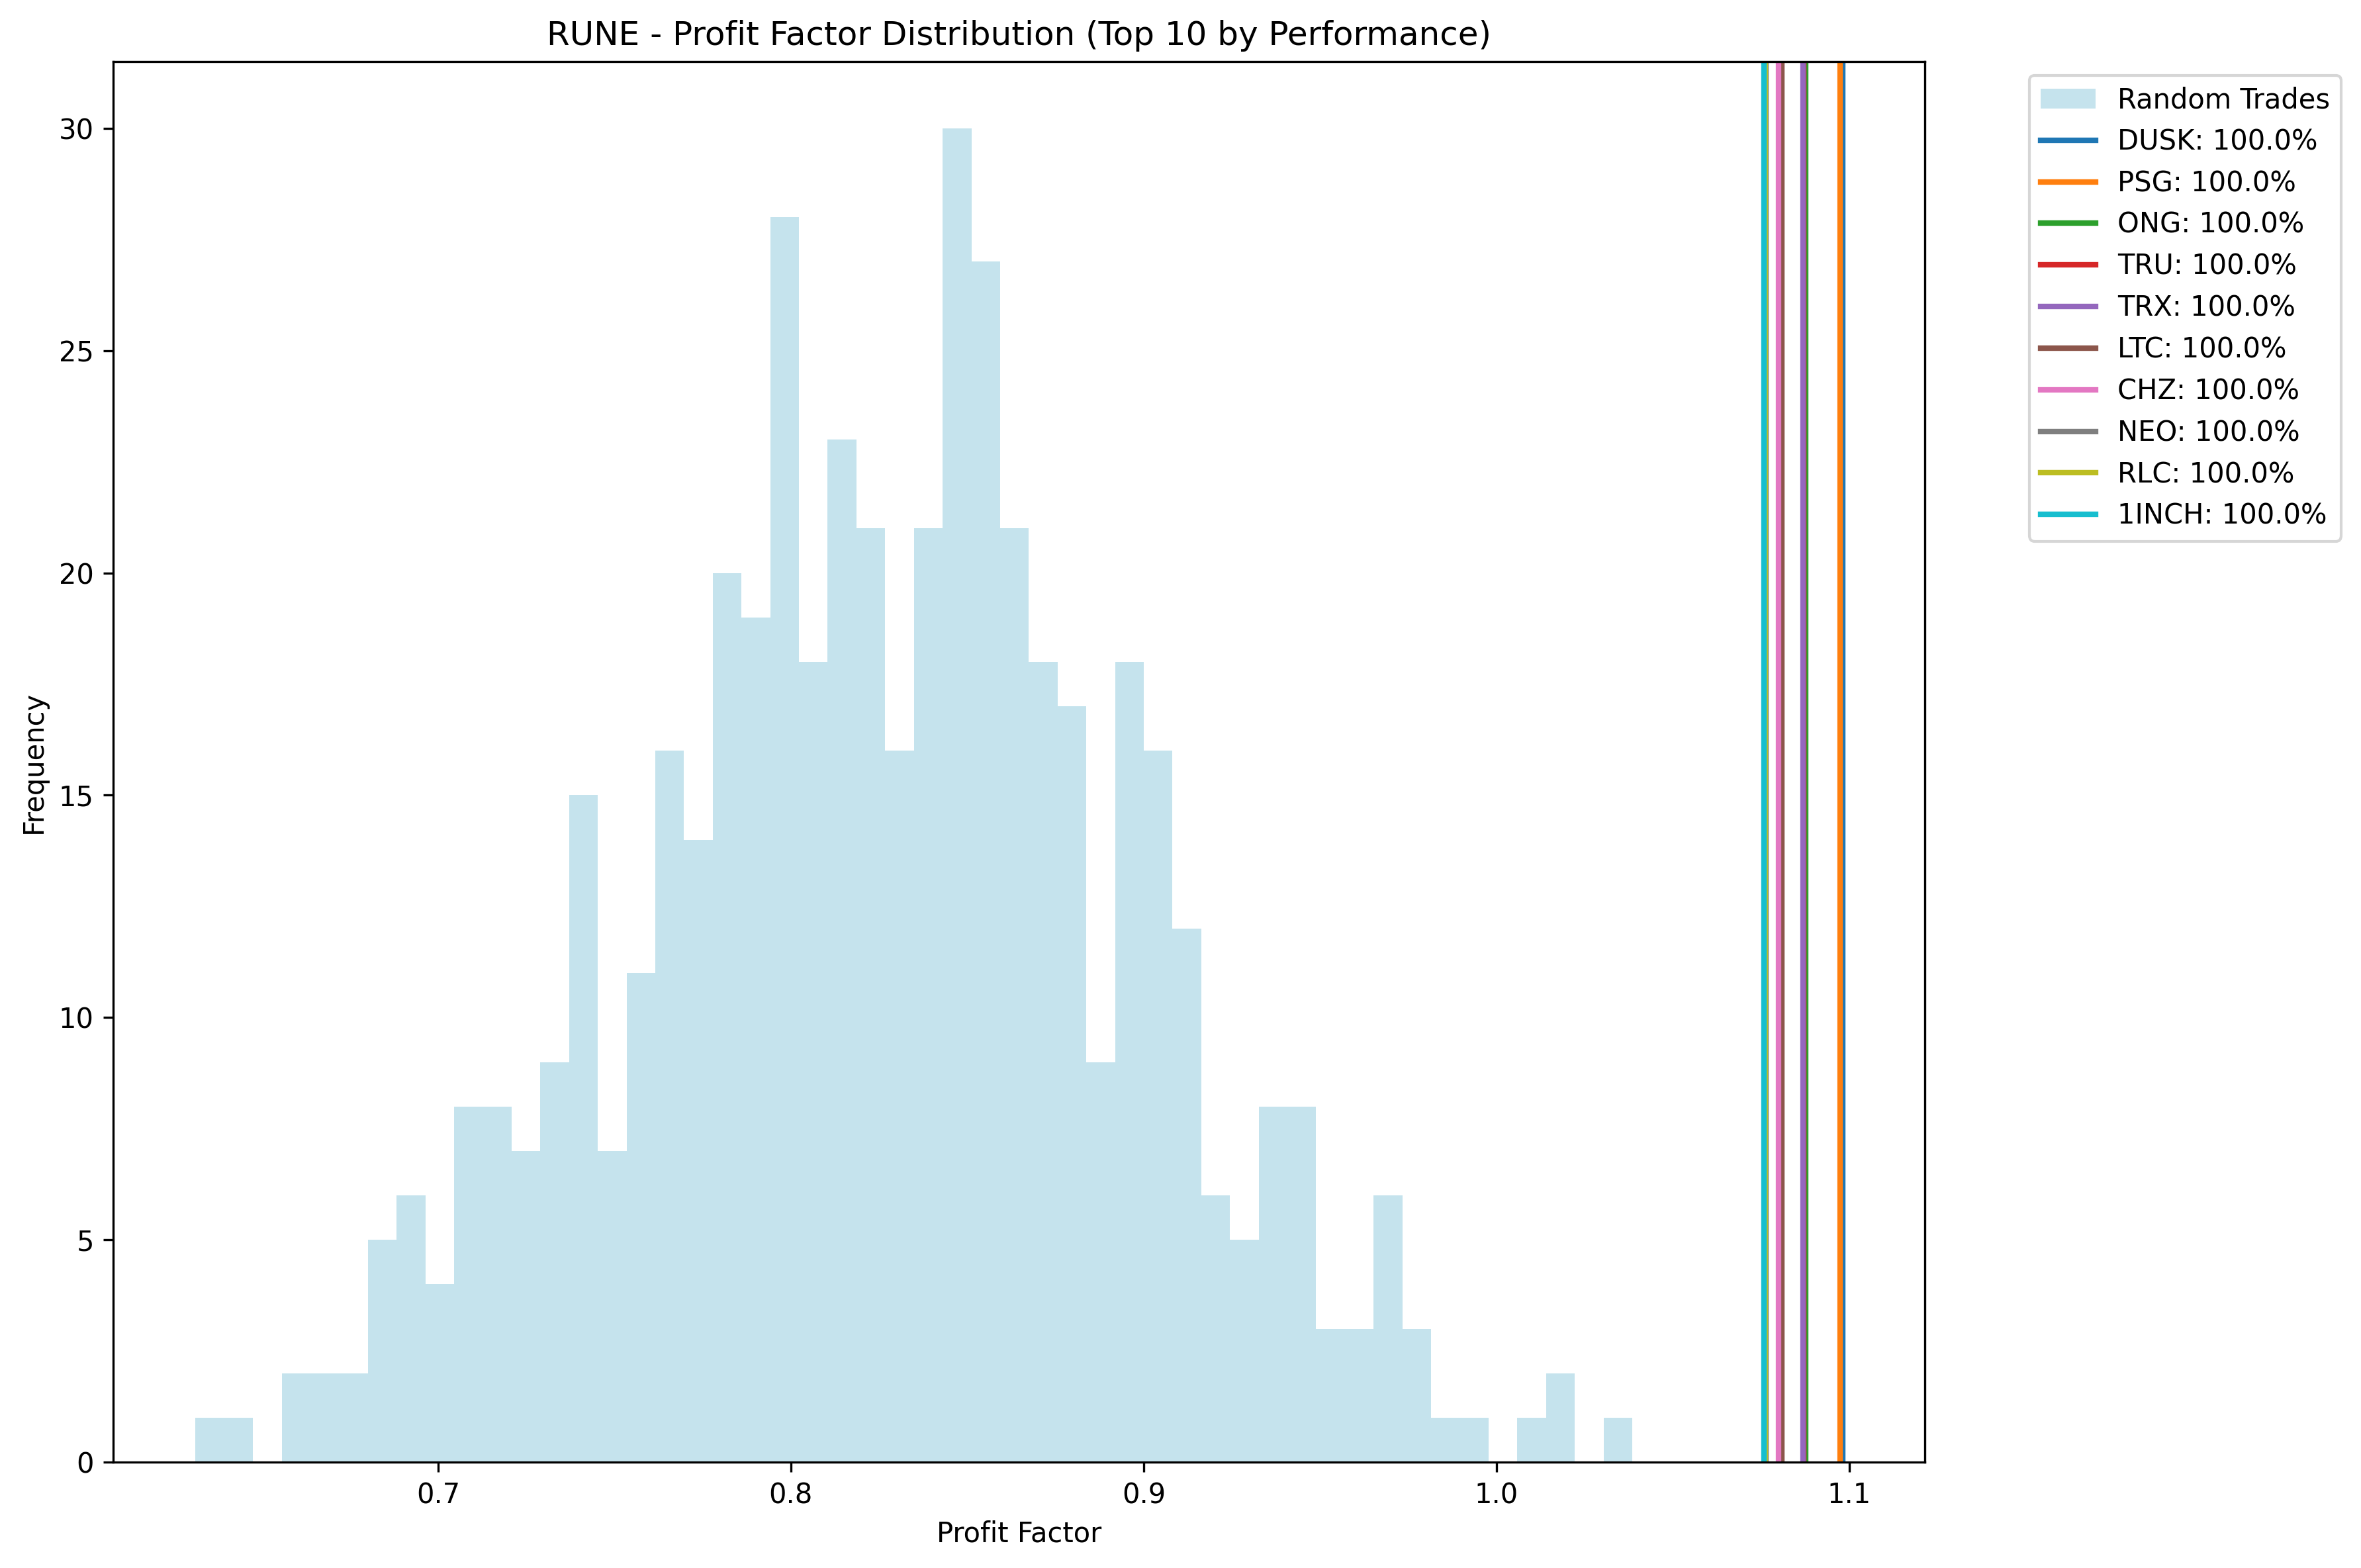 RUNE - Profit Factor Distribution (Top 10 by Performance)
Random Trades
DUSK: 100.0%
PSG: 100.0%
ONG: 100.0%
TRU: 100.0%
TRX: 100.0%
LTC: 100.0%
CHZ: 100.0%
NEO: 100.0%
RLC: 100.0%
1INCH: 100.0%
Frequency
30
25
20
15
10
5
0
0.7
0.8
0.9
1.0
1.1
Profit Factor